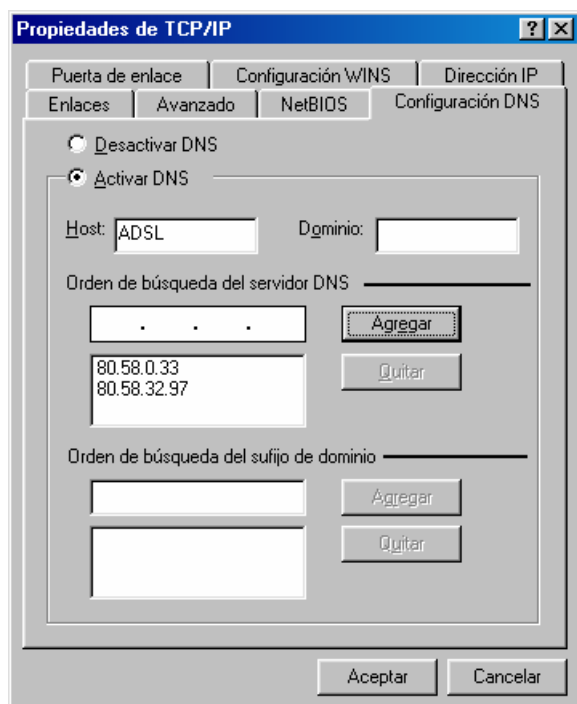 Propiedades de TCP/IP
Puerta de enlace
Configuración WINS
Dirección IP
Enlaces
Avanzado
NetBIOS
Configuración DNS
Desactivar DNS
Activar DNS
Host: ADSL
Dominio:
Orden de búsqueda del servidor DNS
. . .
Agregar
80.58.0.33
80.58.32.97
Quitar
Orden de búsqueda del sufijo de dominio
Agregar
Quitar
Aceptar
Cancelar